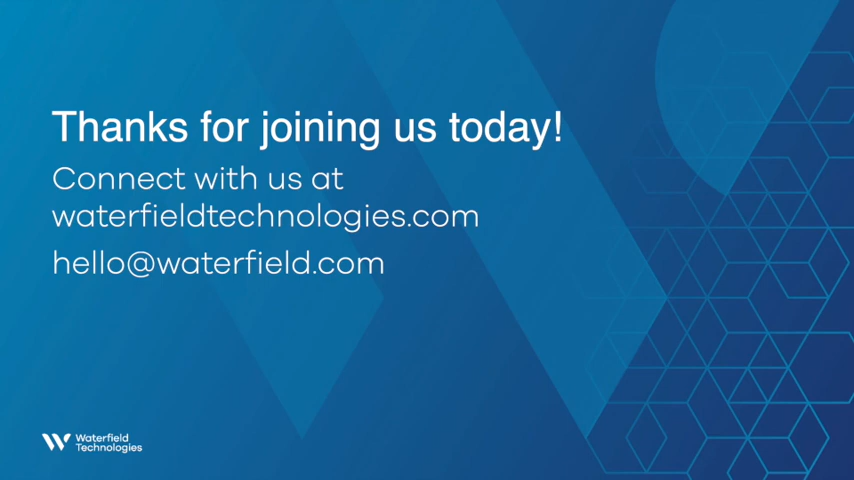 Thanks for joining us today!
Connect with us at
waterfieldtechnologies.com
hello@waterfield.com
Waterfield
Technologies